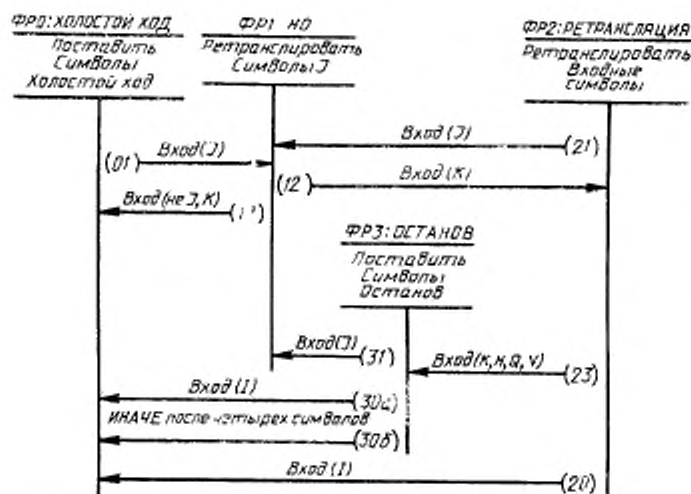 ФР0: ХОЛОСТОЙ ХОД
Поставить
Символы
Холостой ход
ФР1 НО
Ретранслировать
Символы J
ФР2: РЕТРАНСЛЯЦИЯ
Ретранслировать
Входные
символы
Вход (J)
(21)
(01)
Вход(J)
(12)
Вход (K)
Вход (не J, K)
ФР3: ОСТАНОВ
Поставить
Символы
Останов
Вход(J)
(31)
Вход(K, H, Q, V)
(23)
Вход (I)
(30а)
ИНАЧЕ после четырех символов
(30б)
Вход (I)
(20)